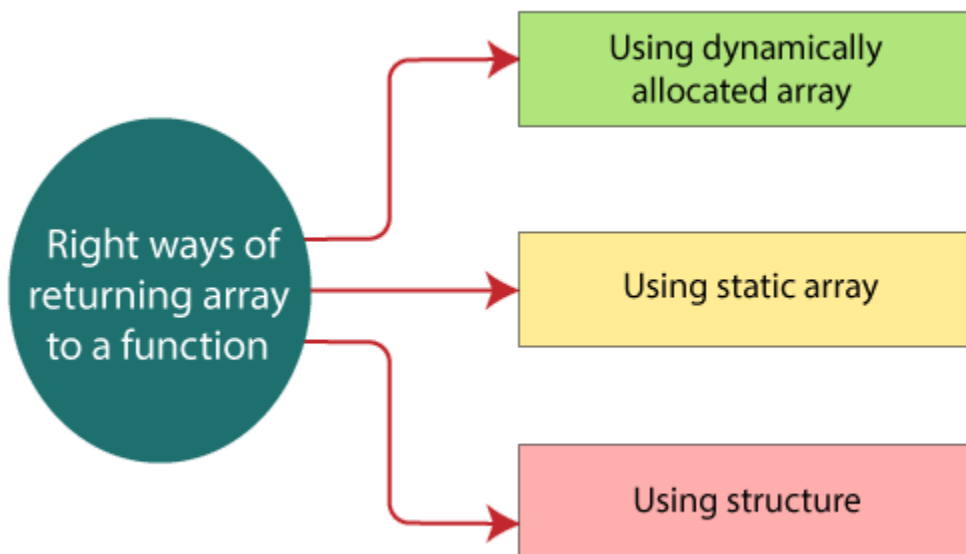 Right ways of
returning array
to a function
Using dynamically
allocated array
Using static array
Using structure